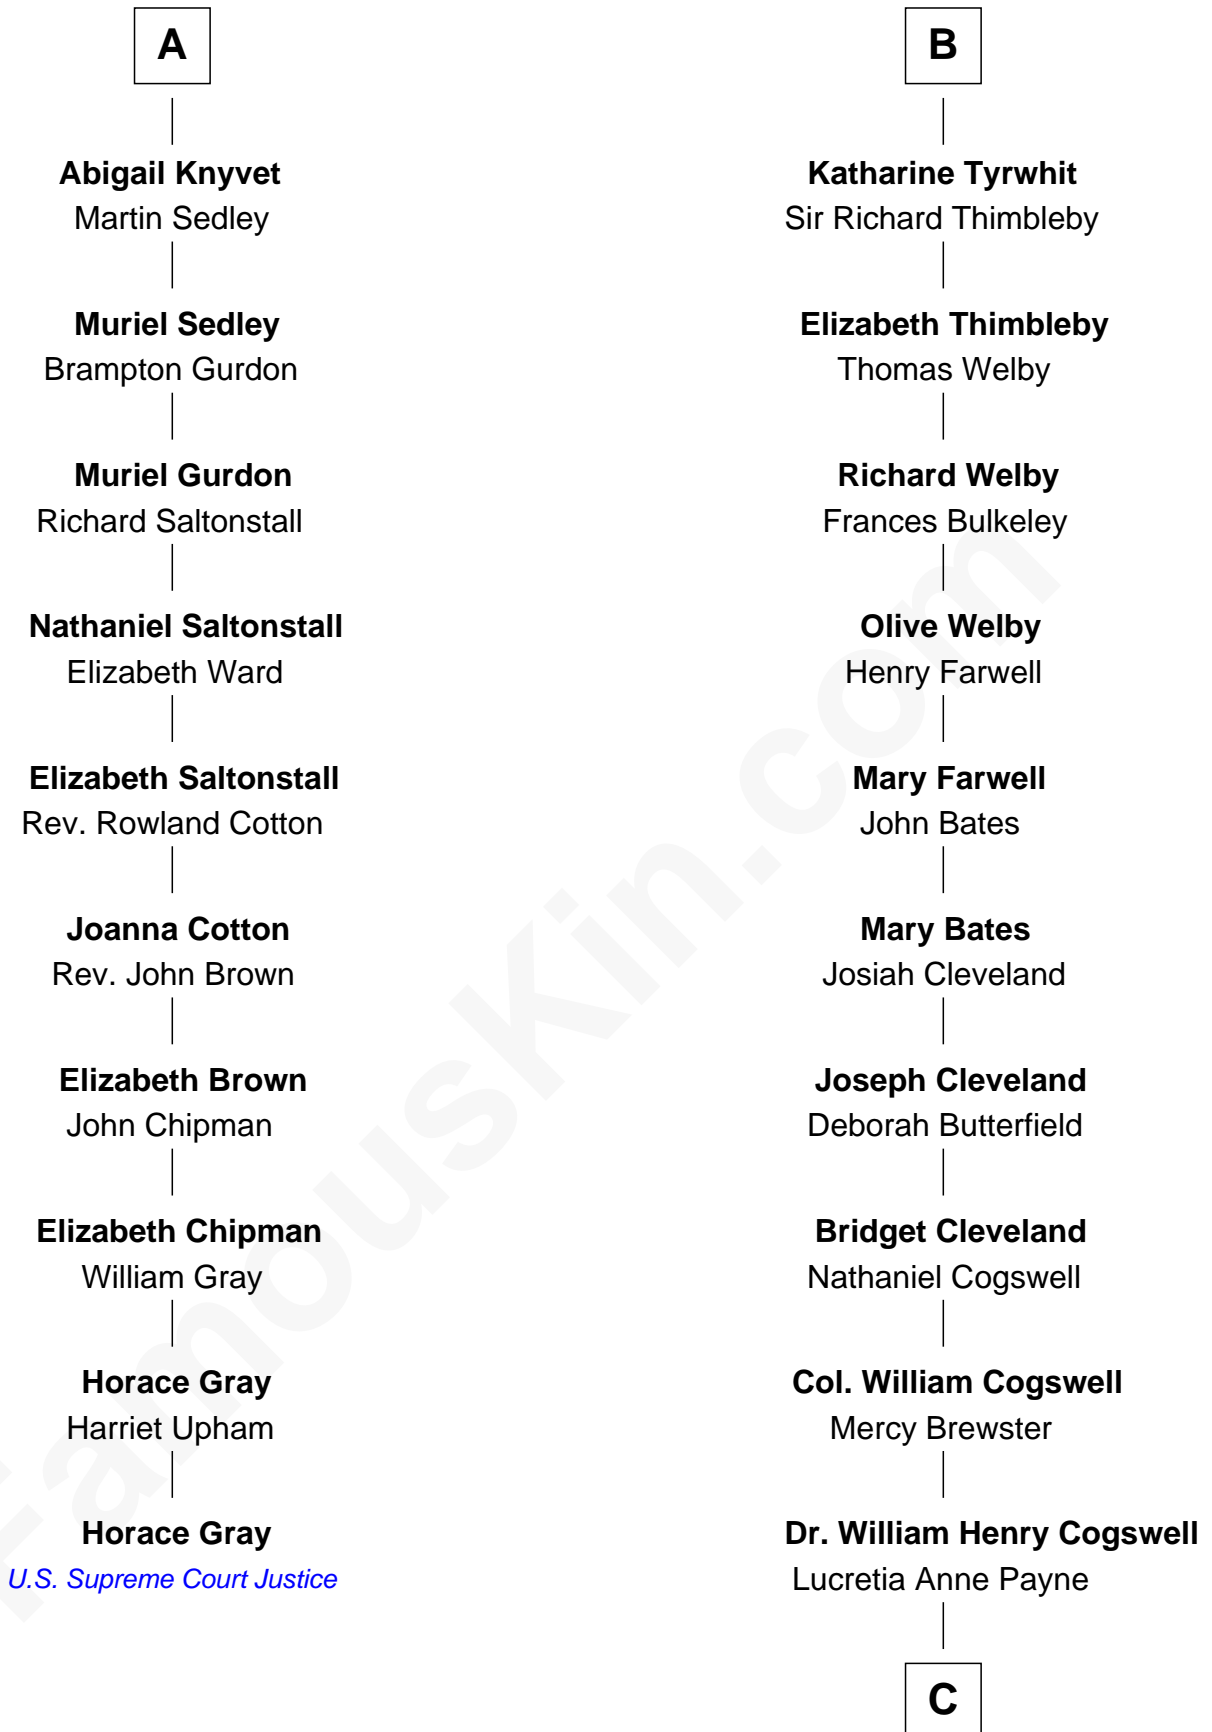 A
Abigail Knyvet
Martin Sedley
Muriel Sedley
Brampton Gurdon
Muriel Gurdon
Richard Saltonstall
Nathaniel Saltonstall
Elizabeth Ward
Elizabeth Saltonstall
Rev. Rowland Cotton
Joanna Cotton
Rev. John Brown
Elizabeth Brown
John Chipman
Elizabeth Chipman
William Gray
Horace Gray
Harriet Upham
Horace Gray
U.S. Supreme Court Justice
B
Katharine Tyrwhit
Sir Richard Thimbleby
Elizabeth Thimbleby
Thomas Welby
Richard Welby
Frances Bulkeley
Olive Welby
Henry Farwell
Mary Farwell
John Bates
Mary Bates
Josiah Cleveland
Joseph Cleveland
Deborah Butterfield
Bridget Cleveland
Nathaniel Cogswell
Col. William Cogswell
Mercy Brewster
Dr. William Henry Cogswell
Lucretia Anne Payne
C
FamousKin.com